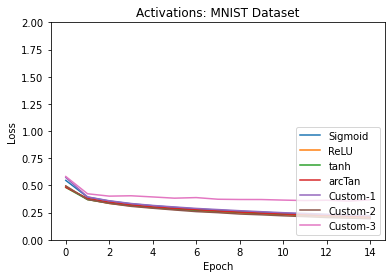 Activations: MNIST Dataset
2.00
1.75
1.50
1.25
1.00
0.75
0.50
0.25
0.00
Loss
Sigmoid
ReLU
tanh
arcTan
Custom-1
Custom-2
Custom-3
0 2 4 6 8 10 12 14
Epoch